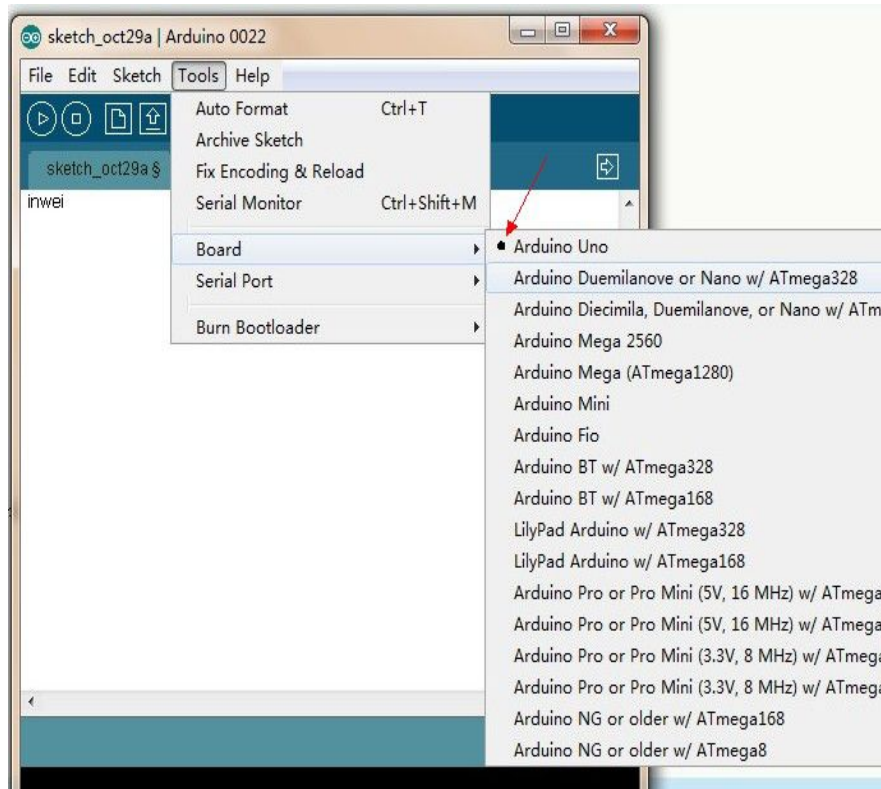 sketch_oct29a | Arduino 0022
File Edit Sketch Tools Help
sketch_oct29a §
inwei
Auto Format Ctrl+T
Archive Sketch
Fix Encoding & Reload
Serial Monitor Ctrl+Shift+M
Board
Serial Port
Burn Bootloader
Arduino Uno
Arduino Duemilanove or Nano w/ ATmega328
Arduino Diecimila, Duemilanove, or Nano w/ ATm
Arduino Mega 2560
Arduino Mega (ATmega1280)
Arduino Mini
Arduino Fio
Arduino BT w/ ATmega328
Arduino BT w/ ATmega168
LilyPad Arduino w/ ATmega328
LilyPad Arduino w/ ATmega168
Arduino Pro or Pro Mini (5V, 16 MHz) w/ ATmega
Arduino Pro or Pro Mini (5V, 16 MHz) w/ ATmega
Arduino Pro or Pro Mini (3.3V, 8 MHz) w/ ATmega
Arduino Pro or Pro Mini (3.3V, 8 MHz) w/ ATmega
Arduino NG or older w/ ATmega168
Arduino NG or older w/ ATmega8